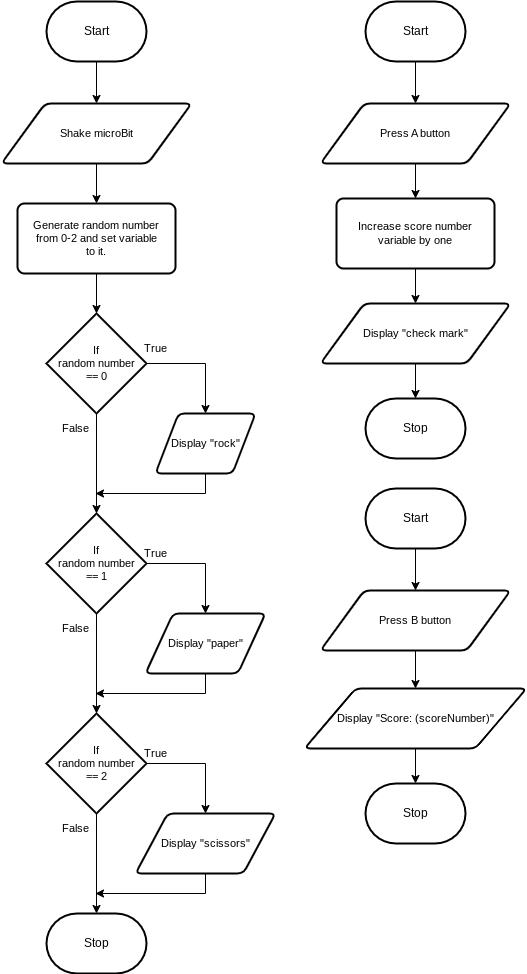 Start
Shake microBit
Generate random number
from 0-2 and set variable
to it.
If
random number
== 0
True
False
Display "rock"
If
random number
== 1
True
False
Display "paper"
If
random number
== 2
True
False
Display "scissors"
Stop
Start
Press A button
Increase score number
variable by one
Display "check mark"
Stop
Start
Press B button
Display "Score: (scoreNumber)"
Stop